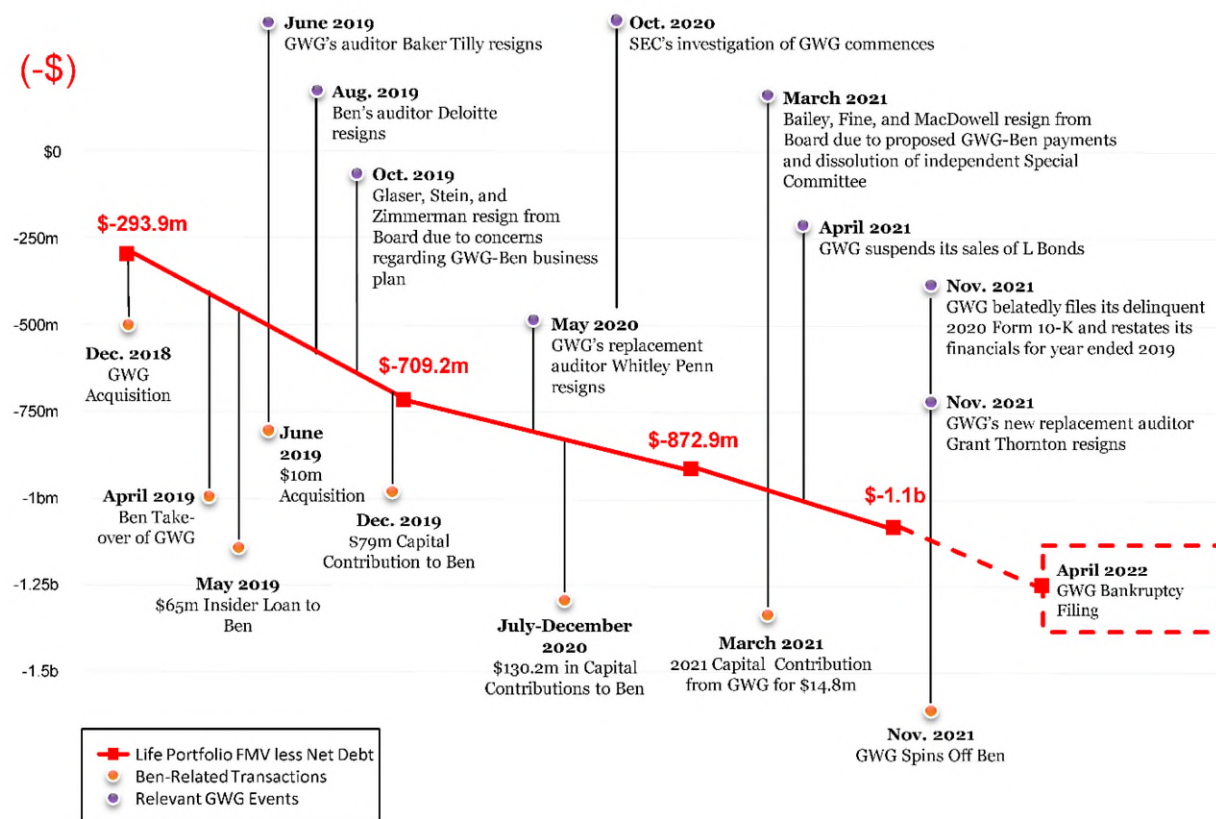 June 2019
GWG's auditor Baker Tilly resigns
Oct. 2020
SEC's investigation of GWG commences
(-$)
Aug. 2019
Ben's auditor Deloitte
resigns
March 2021
Bailey, Fine, and MacDowell resign from
Board due to proposed GWG-Ben payments
and dissolution of independent Special
Committee
$0
Oct. 2019
Glaser, Stein, and
Zimmerman resign from
Board due to concerns
regarding GWG-Ben business
plan
$-293.9m
-250m
April 2021
GWG suspends its sales of L Bonds
Nov. 2021
GWG belatedly files its delinquent
2020 Form 10-K and restates its
financials for year ended 2019
-500m
May 2020
GWG's replacement
auditor Whitley Penn
resigns
Dec. 2018
GWG
Acquisition
$-709.2m
-750m
Nov. 2021
GWG's new replacement auditor
Grant Thornton resigns
June
2019
$10m
Acquisition
$-872.9m
-1bm
April 2019
Ben Take-
over of GWG
$-1.1b
Dec. 2019
$79m Capital
Contribution to Ben
-1.25b
May 2019
$65m Insider Loan to
Ben
April 2022
GWG Bankruptcy
Filing
July-December
2020
$130.2m in Capital
Contributions to Ben
March 2021
2021 Capital Contribution
from GWG for $14.8m
-1.5b
Nov. 2021
GWG Spins Off Ben
Life Portfolio FMV less Net Debt
Ben-Related Transactions
Relevant GWG Events